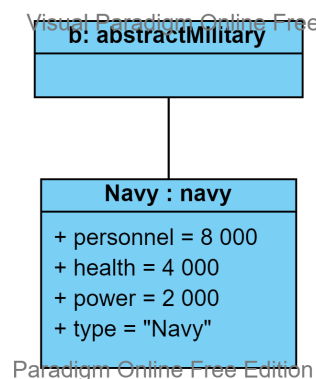 Visual Paradigm Online Free
b: abstractMilitary
Navy : navy
+ personnel = 8 000
+ health = 4 000
+ power = 2 000
+ type = "Navy"
Paradigm Online Free Edition